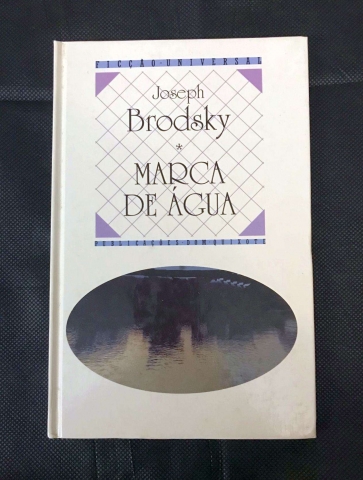 FICÇÃO·UNIVERSAL
Joseph
Brodsky
*
MARCA
DE ÁGUA
PUBLICAÇÕES DOM QUIXOTE